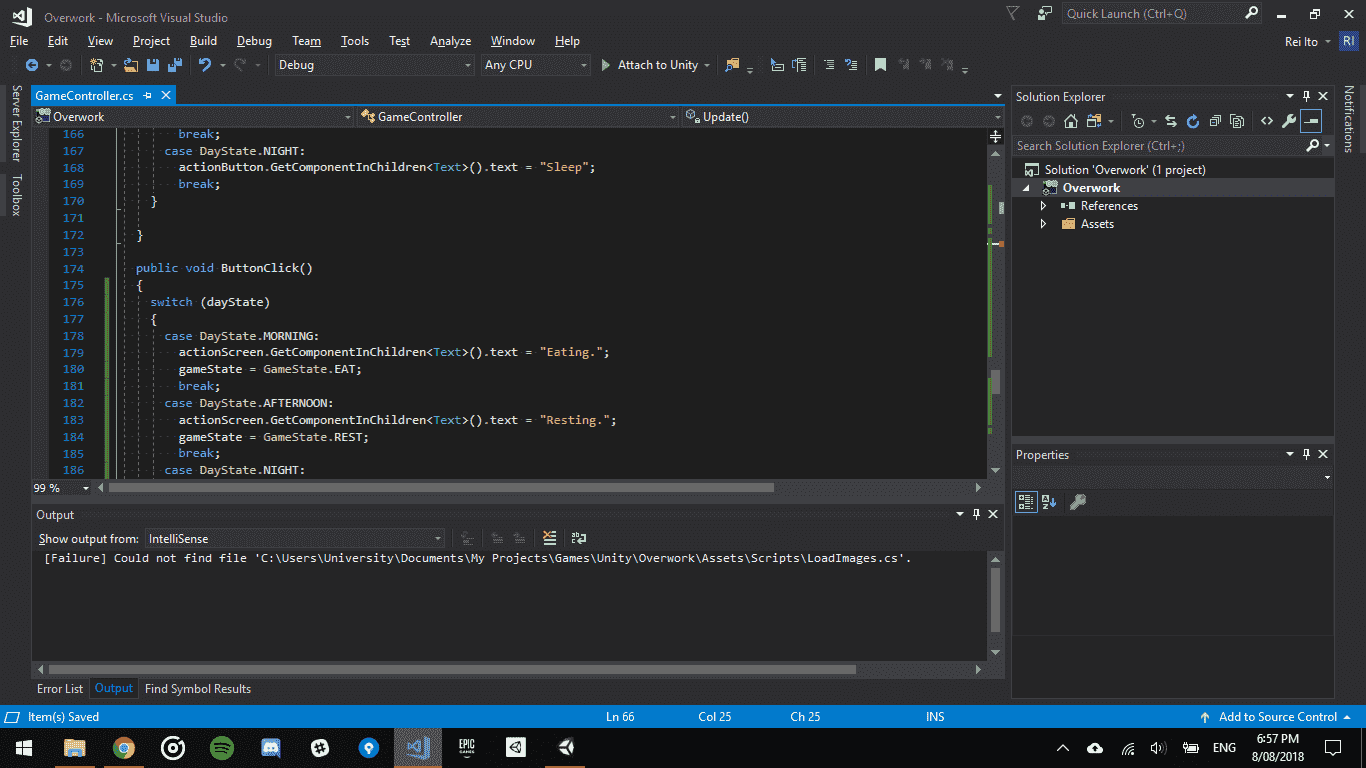 Overwork - Microsoft Visual Studio
Quick Launch (Ctrl+Q)
File Edit View Project Build Debug Team Tools Test Analyze Window Help
Rei Ito RI
Debug Any CPU Attach to Unity
Server Explorer
Toolbox
GameController.cs
Overwork GameController Update()
166 break;
167 case DayState.NIGHT:
168 actionButton.GetComponentInChildren<Text>().text = "Sleep";
169 break;
170 }
171
172 }
173
174 public void ButtonClick()
175 {
176 switch (dayState)
177 {
178 case DayState.MORNING:
179 actionScreen.GetComponentInChildren<Text>().text = "Eating.";
180 gameState = GameState.EAT;
181 break;
182 case DayState.AFTERNOON:
183 actionScreen.GetComponentInChildren<Text>().text = "Resting.";
184 gameState = GameState.REST;
185 break;
186 case DayState.NIGHT:
99 %
Output
Show output from: IntelliSense
[Failure] Could not find file 'C:\Users\University\Documents\My Projects\Games\Unity\Overwork\Assets\Scripts\LoadImages.cs'.
Error List Output Find Symbol Results
Solution Explorer
Search Solution Explorer (Ctrl+;)
Solution 'Overwork' (1 project)
Overwork
References
Assets
Properties
Notifications
Item(s) Saved Ln 66 Col 25 Ch 25 INS Add to Source Control
EPIC
GAMES
ENG
6:57 PM
8/08/2018